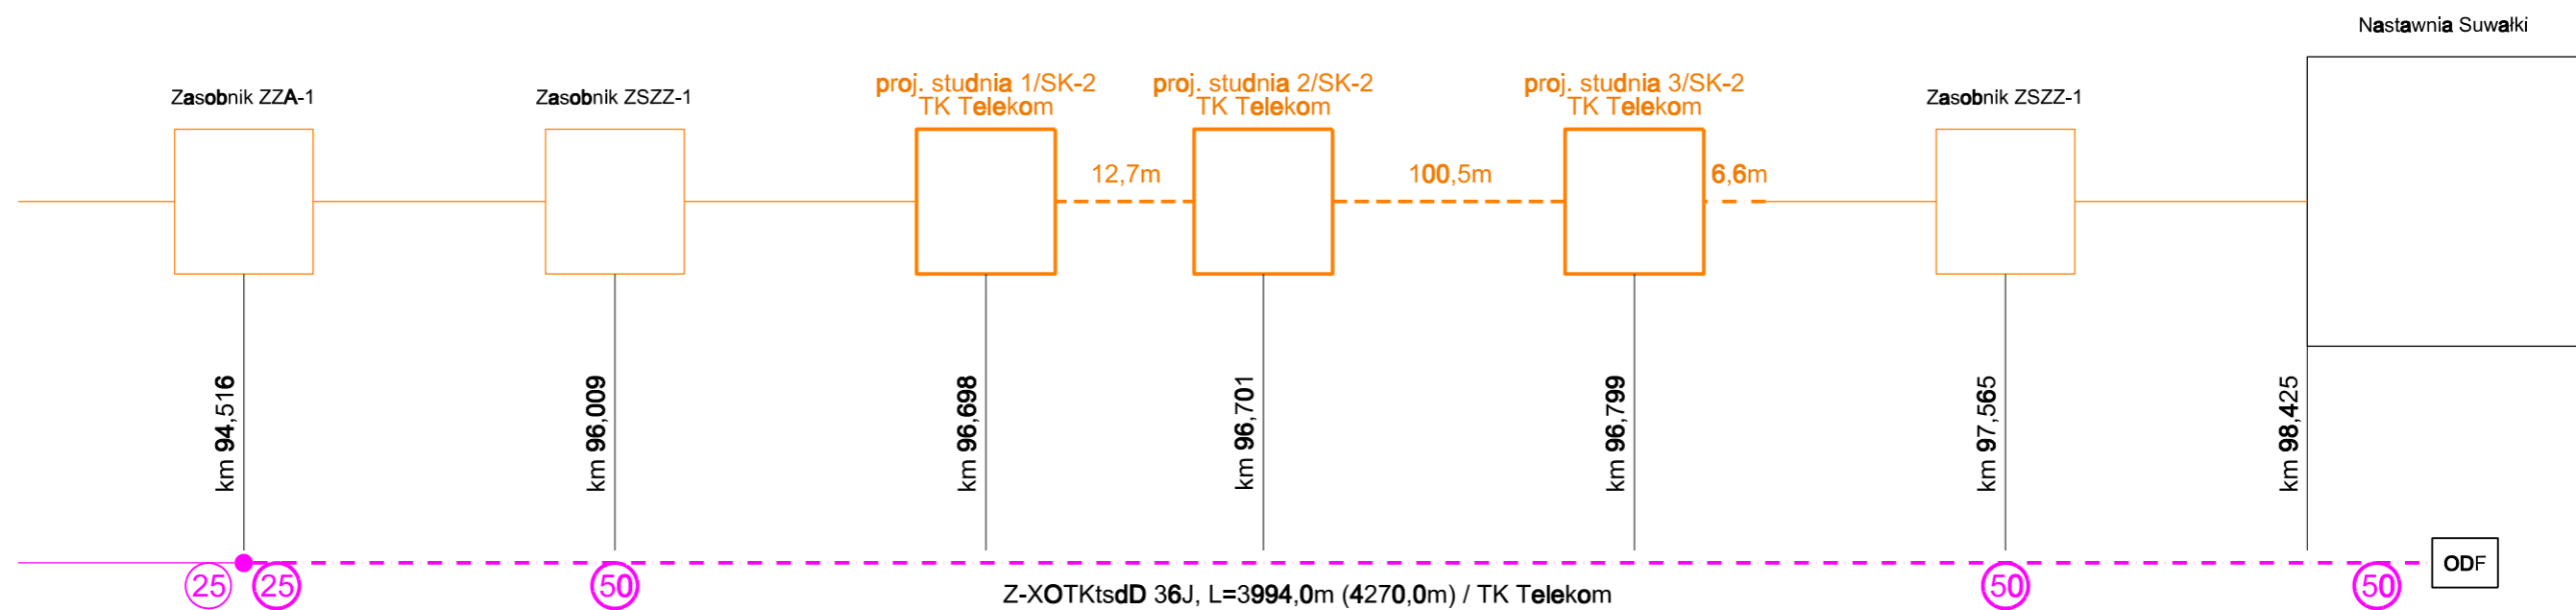 Nastawnia Suwałki
Zasobnik ZZA-1
Zasobnik ZSZZ-1
proj. studnia 1/SK-2
TK Telekom
proj. studnia 2/SK-2
TK Telekom
proj. studnia 3/SK-2
TK Telekom
Zasobnik ZSZZ-1
12,7m
100,5m
6,6m
km 94,516
km 96,009
km 96,698
km 96,701
km 96,799
km 97,565
km 98,425
ODF
25
25
50
Z-XOTKtsdD 36J, L=3994,0m (4270,0m) / TK Telekom
50
50